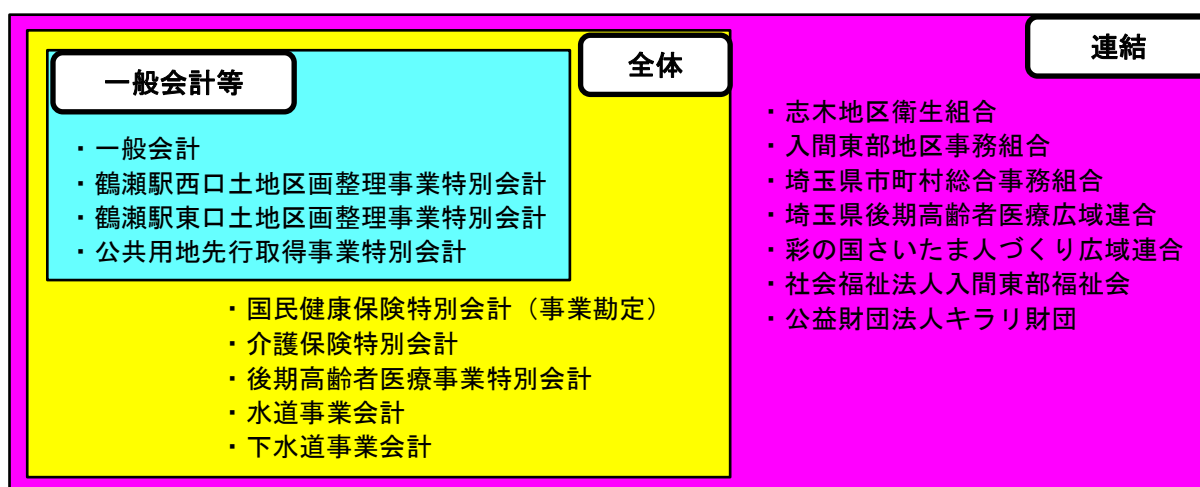 一般会計等
・一般会計
・鶴瀬駅西口土地区画整理事業特別会計
・鶴瀬駅東口土地区画整理事業特別会計
・公共用地先行取得事業特別会計
全体
・国民健康保険特別会計（事業勘定）
・介護保険特別会計
・後期高齢者医療事業特別会計
・水道事業会計
・下水道事業会計
連結
・志木地区衛生組合
・入間東部地区事務組合
・埼玉県市町村総合事務組合
・埼玉県後期高齢者医療広域連合
・彩の国さいたま人づくり広域連合
・社会福祉法人入間東部福祉会
・公益財団法人キラリ財団